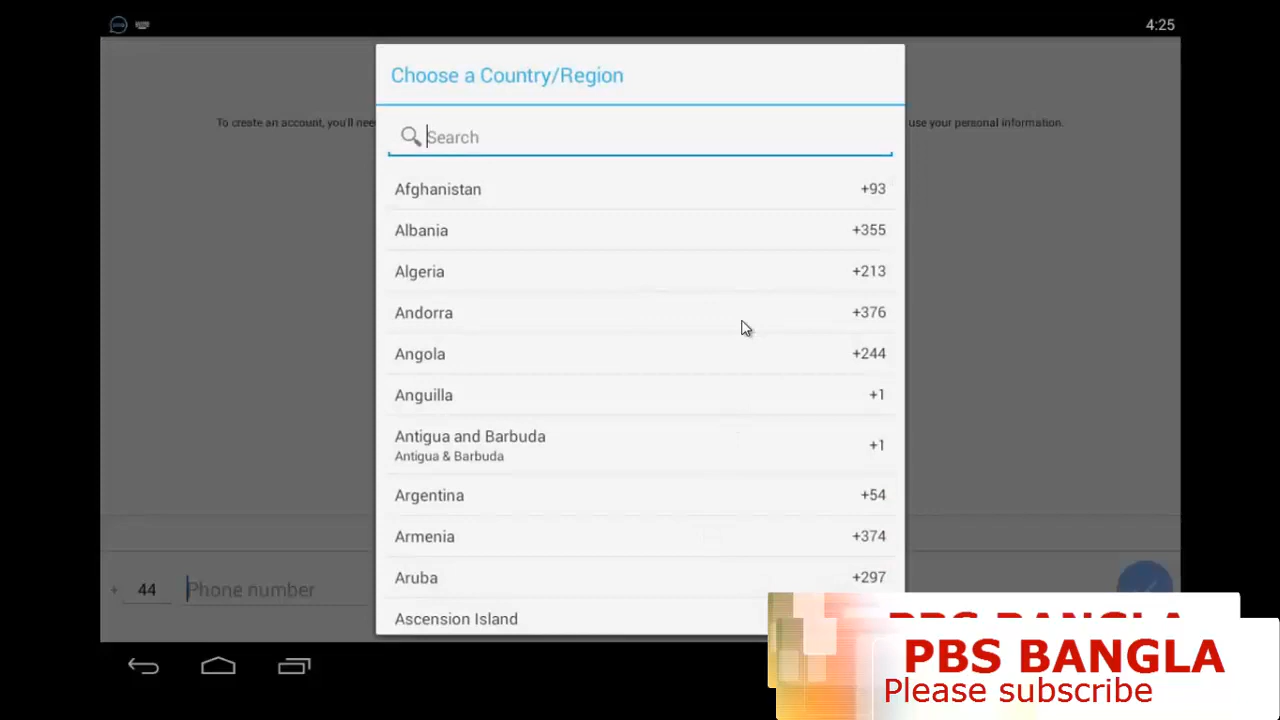 4:25
Choose a Country/Region
To create an account, you'll nee
use your personal information.
Search
Afghanistan +93
Albania +355
Algeria +213
Andorra +376
Angola +244
Anguilla +1
Antigua and Barbuda +1
Antigua & Barbuda
Argentina +54
Armenia +374
Aruba +297
Ascension Island
+ 44 Phone number
PBS BANGLA
PBS BANGLA
Please subscribe